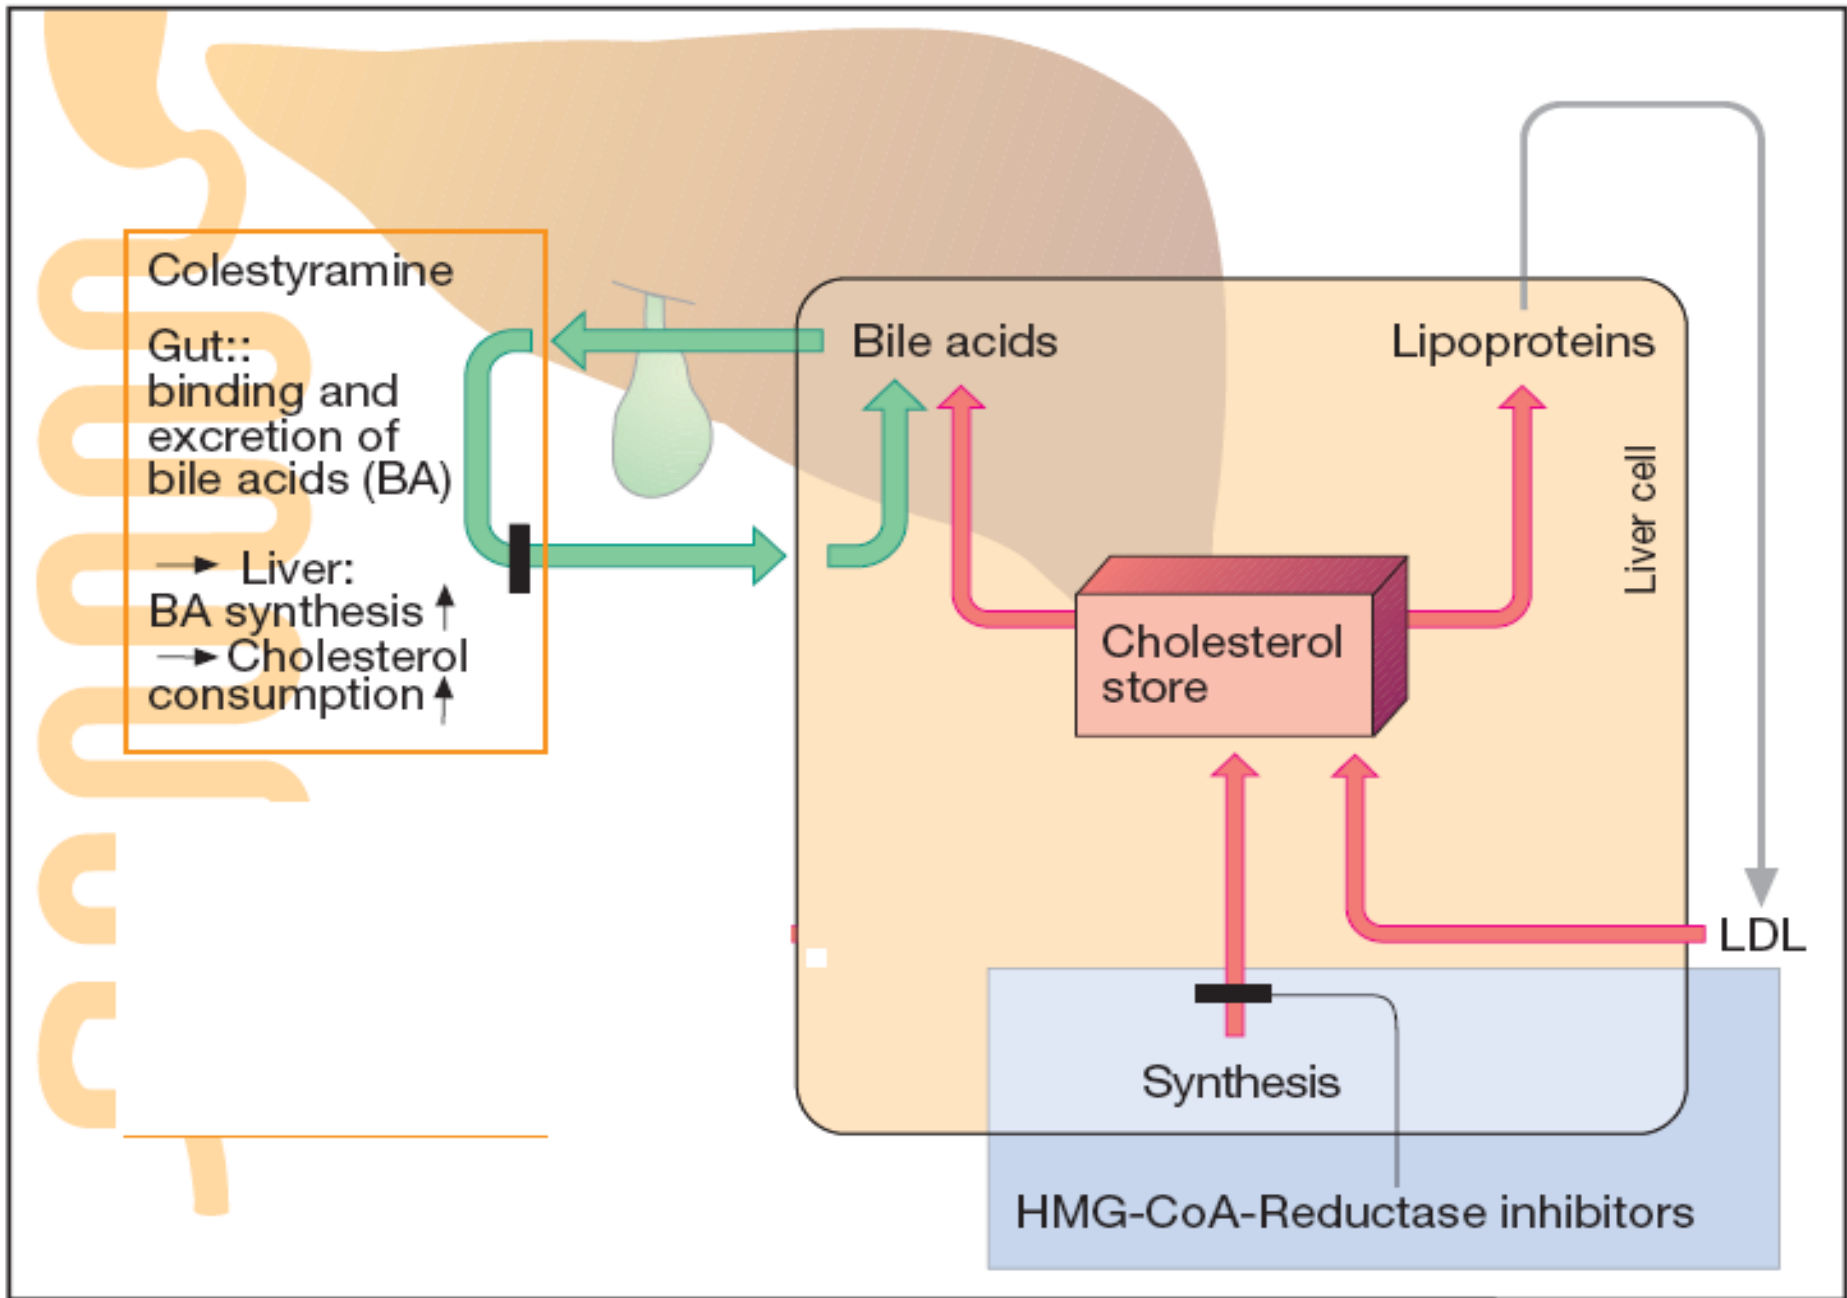 Colestyramine
Gut::
binding and
excretion of
bile acids (BA)
→ Liver:
BA synthesis ↑
→ Cholesterol
consumption ↑
Bile acids
Lipoproteins
Liver cell
Cholesterol
store
LDL
Synthesis
HMG-CoA-Reductase inhibitors